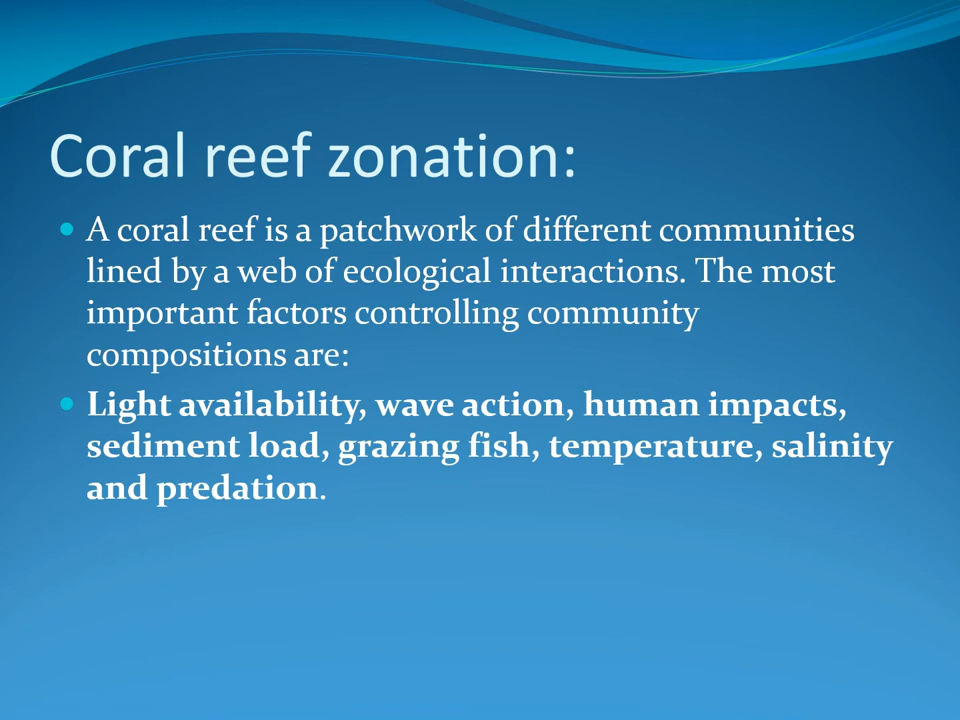 Coral reef zonation:
A coral reef is a patchwork of different communities
lined by a web of ecological interactions. The most
important factors controlling community
compositions are:
Light availability, wave action, human impacts,
sediment load, grazing fish, temperature, salinity
and predation.